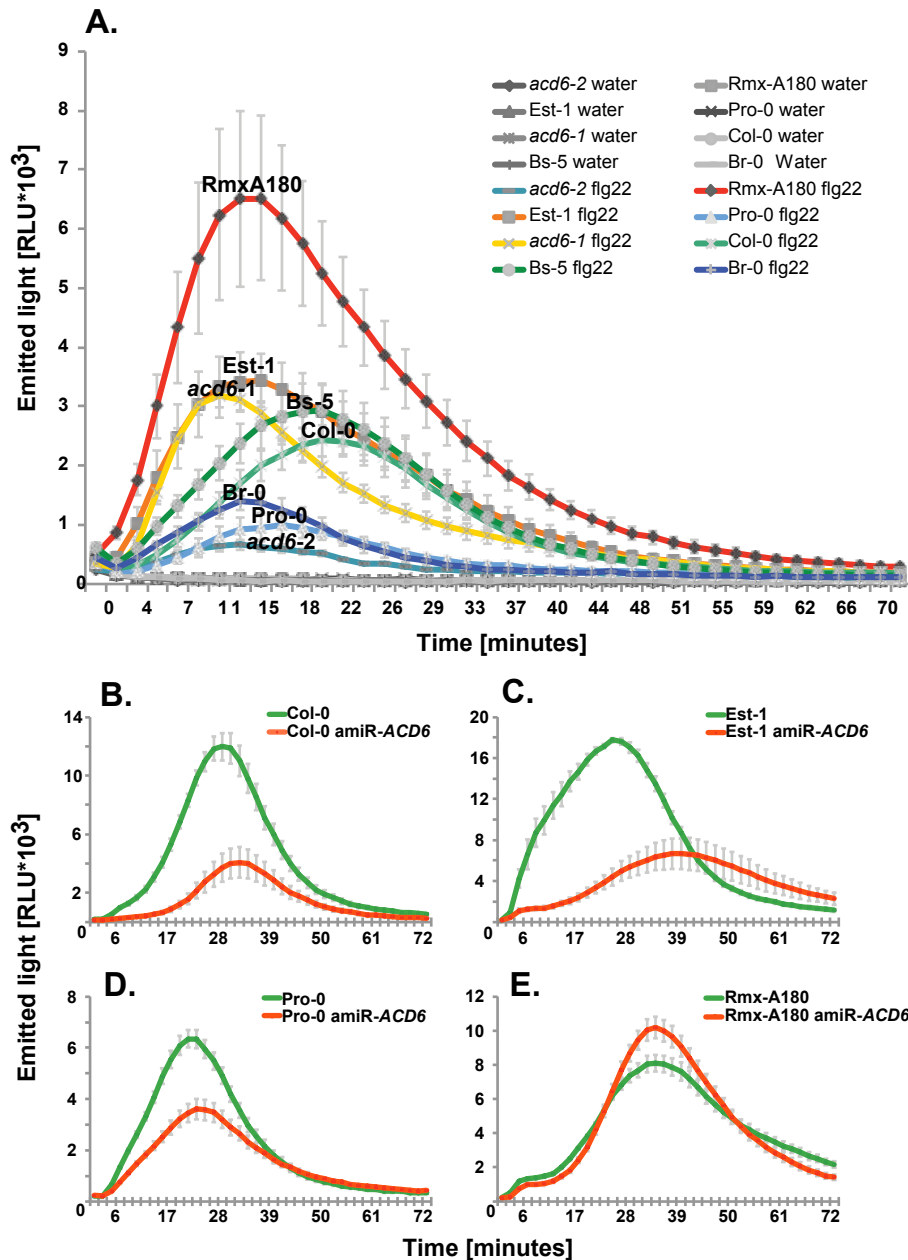 A.
Emitted light [RLU*10³]
9
8
7
6
5
4
3
2
1
0
acd6-2 water
Est-1 water
acd6-1 water
Bs-5 water
acd6-2 flg22
Est-1 flg22
acd6-1 flg22
Bs-5 flg22
Rmx-A180 water
Pro-0 water
Col-0 water
Br-0 Water
Rmx-A180 flg22
Pro-0 flg22
Col-0 flg22
Br-0 flg22
RmxA180
Est-1
acd6-1
Bs-5
Col-0
Br-0
Pro-0
acd6-2
0 4 7 11 15 18 22 26 29 33 37 40 44 48 51 55 59 62 66 70
Time [minutes]
Emitted light [RLU*10³]
B.
Col-0
Col-0 amiR-ACD6
14
12
10
8
6
4
2
0
6 17 28 39 50 61 72
C.
Est-1
Est-1 amiR-ACD6
20
18
16
14
12
10
8
6
4
2
0
6 17 28 39 50 61 72
D.
Pro-0
Pro-0 amiR-ACD6
8
6
4
2
0
6 17 28 39 50 61 72
E.
Rmx-A180
Rmx-A180 amiR-ACD6
12
10
8
6
4
2
0
6 17 28 39 50 61 72
Time [minutes]